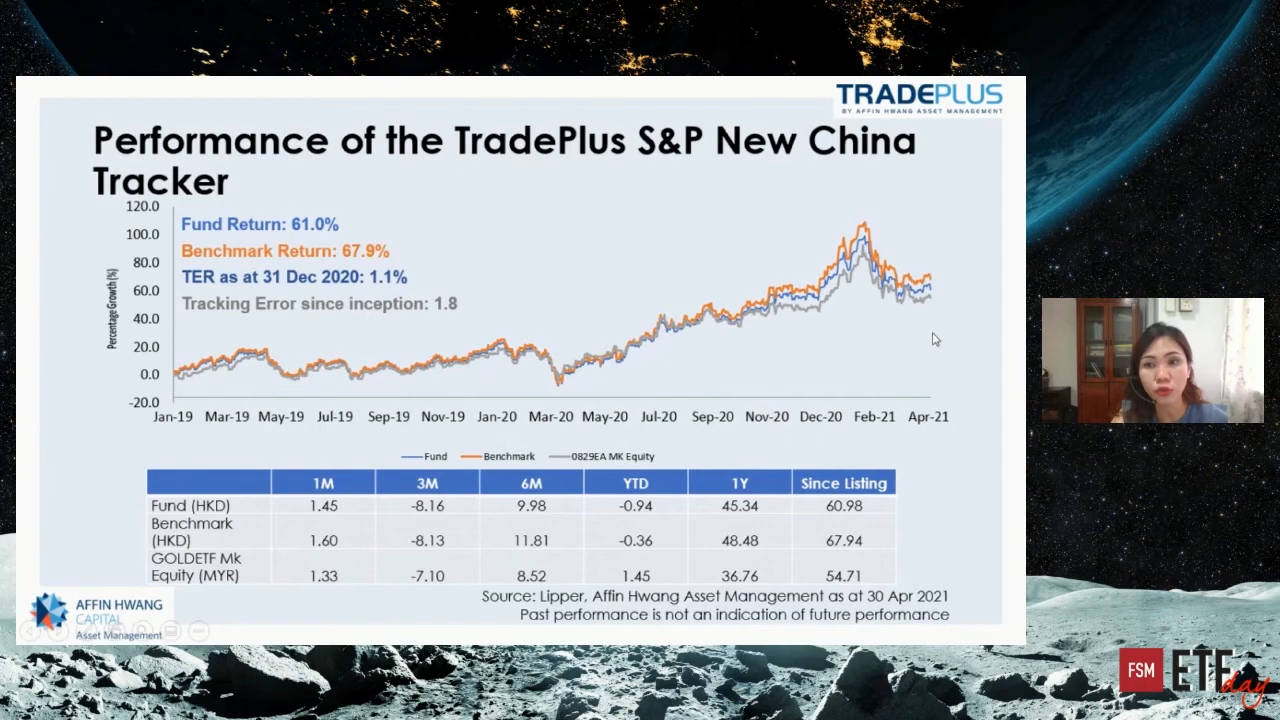 TRADEPLUS
BY AFFIN HWANG ASSET MANAGEMENT
Performance of the TradePlus S&P New China
Tracker
Fund Return: 61.0%
Benchmark Return: 67.9%
TER as at 31 Dec 2020: 1.1%
Tracking Error since inception: 1.8
Percentage Growth (%)
120.0
100.0
80.0
60.0
40.0
20.0
0.0
-20.0
Jan-19 Mar-19 May-19 Jul-19 Sep-19 Nov-19 Jan-20 Mar-20 May-20 Jul-20 Sep-20 Nov-20 Dec-20 Feb-21 Apr-21
Fund Benchmark 0829EA MK Equity
1M 3M 6M YTD 1Y Since Listing
Fund (HKD) 1.45 -8.16 9.98 -0.94 45.34 60.98
Benchmark
(HKD) 1.60 -8.13 11.81 -0.36 48.48 67.94
GOLDETF Mk
Equity (MYR) 1.33 -7.10 8.52 1.45 36.76 54.71
Source: Lipper, Affin Hwang Asset Management as at 30 Apr 2021
Past performance is not an indication of future performance
AFFIN HWANG
CAPITAL
Asset Management
FSM ETF day